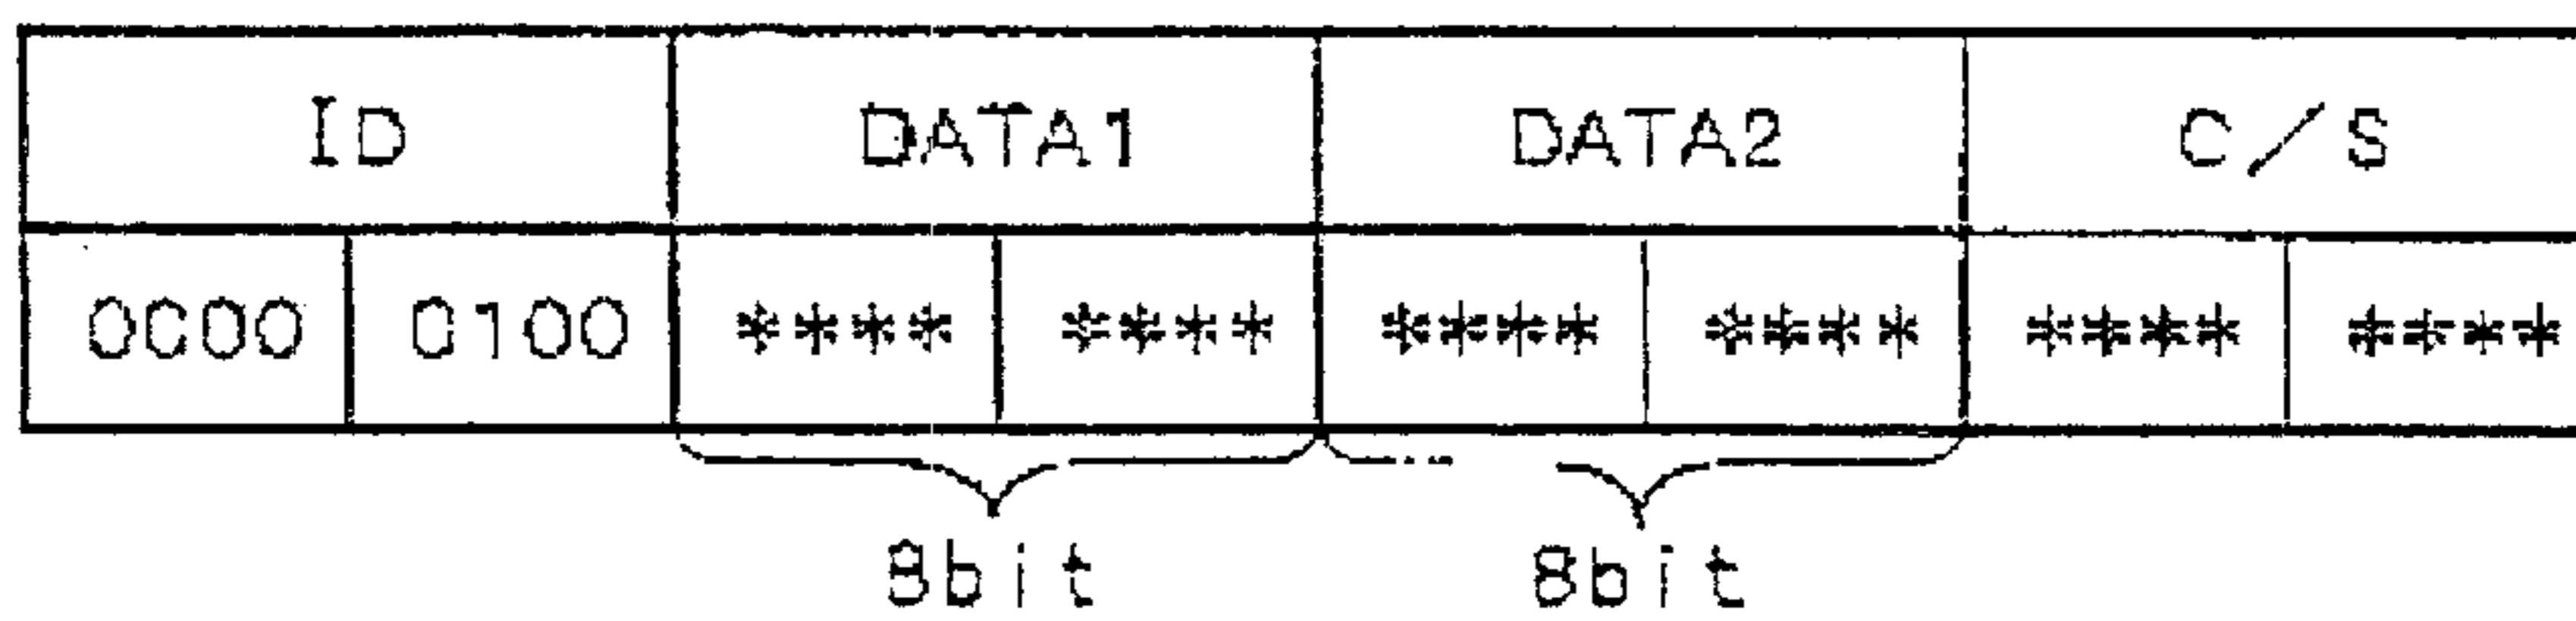 ID DATA1 DATA2 C/S
0000 0100 **** **** **** **** **** ****
8bit 8bit